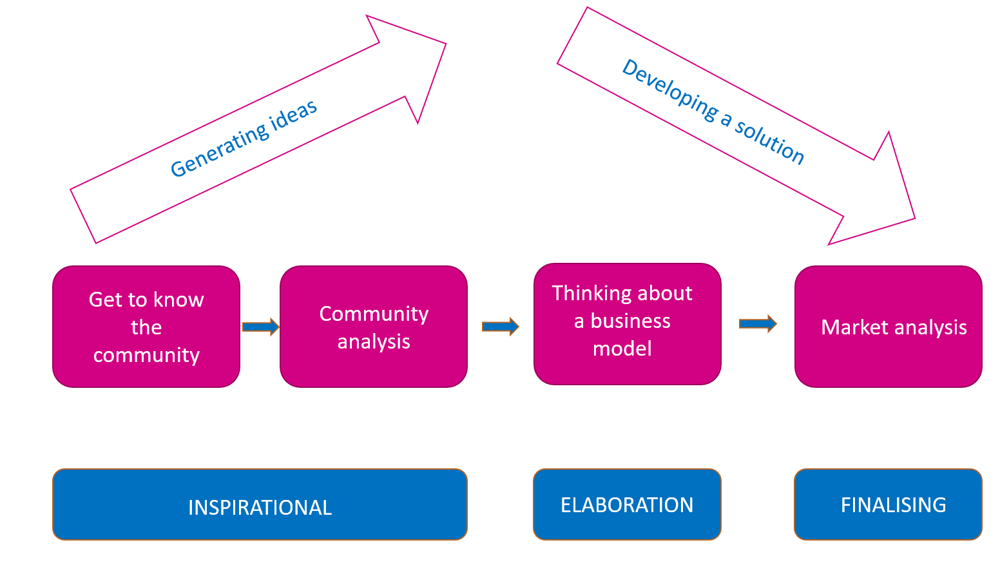 Generating ideas
Developing a solution
Get to know
the
community
Community
analysis
Thinking about
a business
model
Market analysis
INSPIRATIONAL
ELABORATION
FINALISING